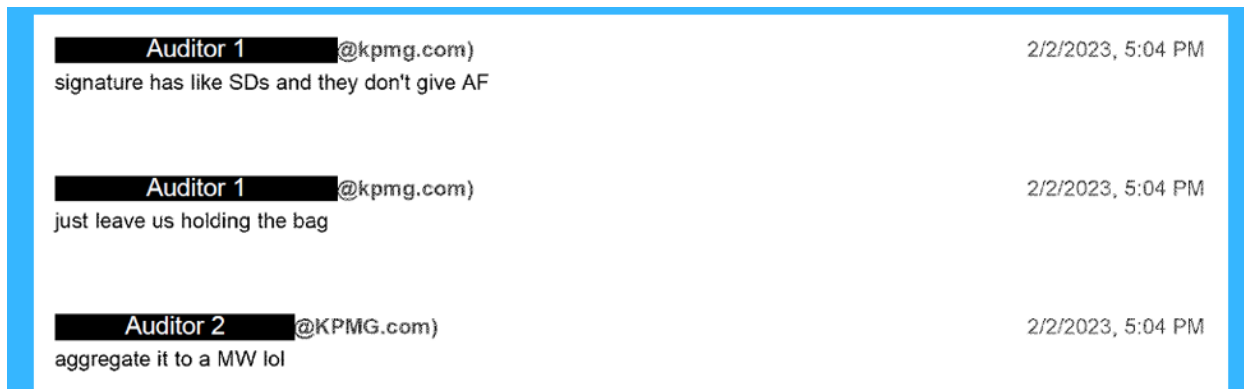 Auditor 1 @kpmg.com) 2/2/2023, 5:04 PM
signature has like SDs and they don't give AF
Auditor 1 @kpmg.com) 2/2/2023, 5:04 PM
just leave us holding the bag
Auditor 2 @KPMG.com) 2/2/2023, 5:04 PM
aggregate it to a MW lol